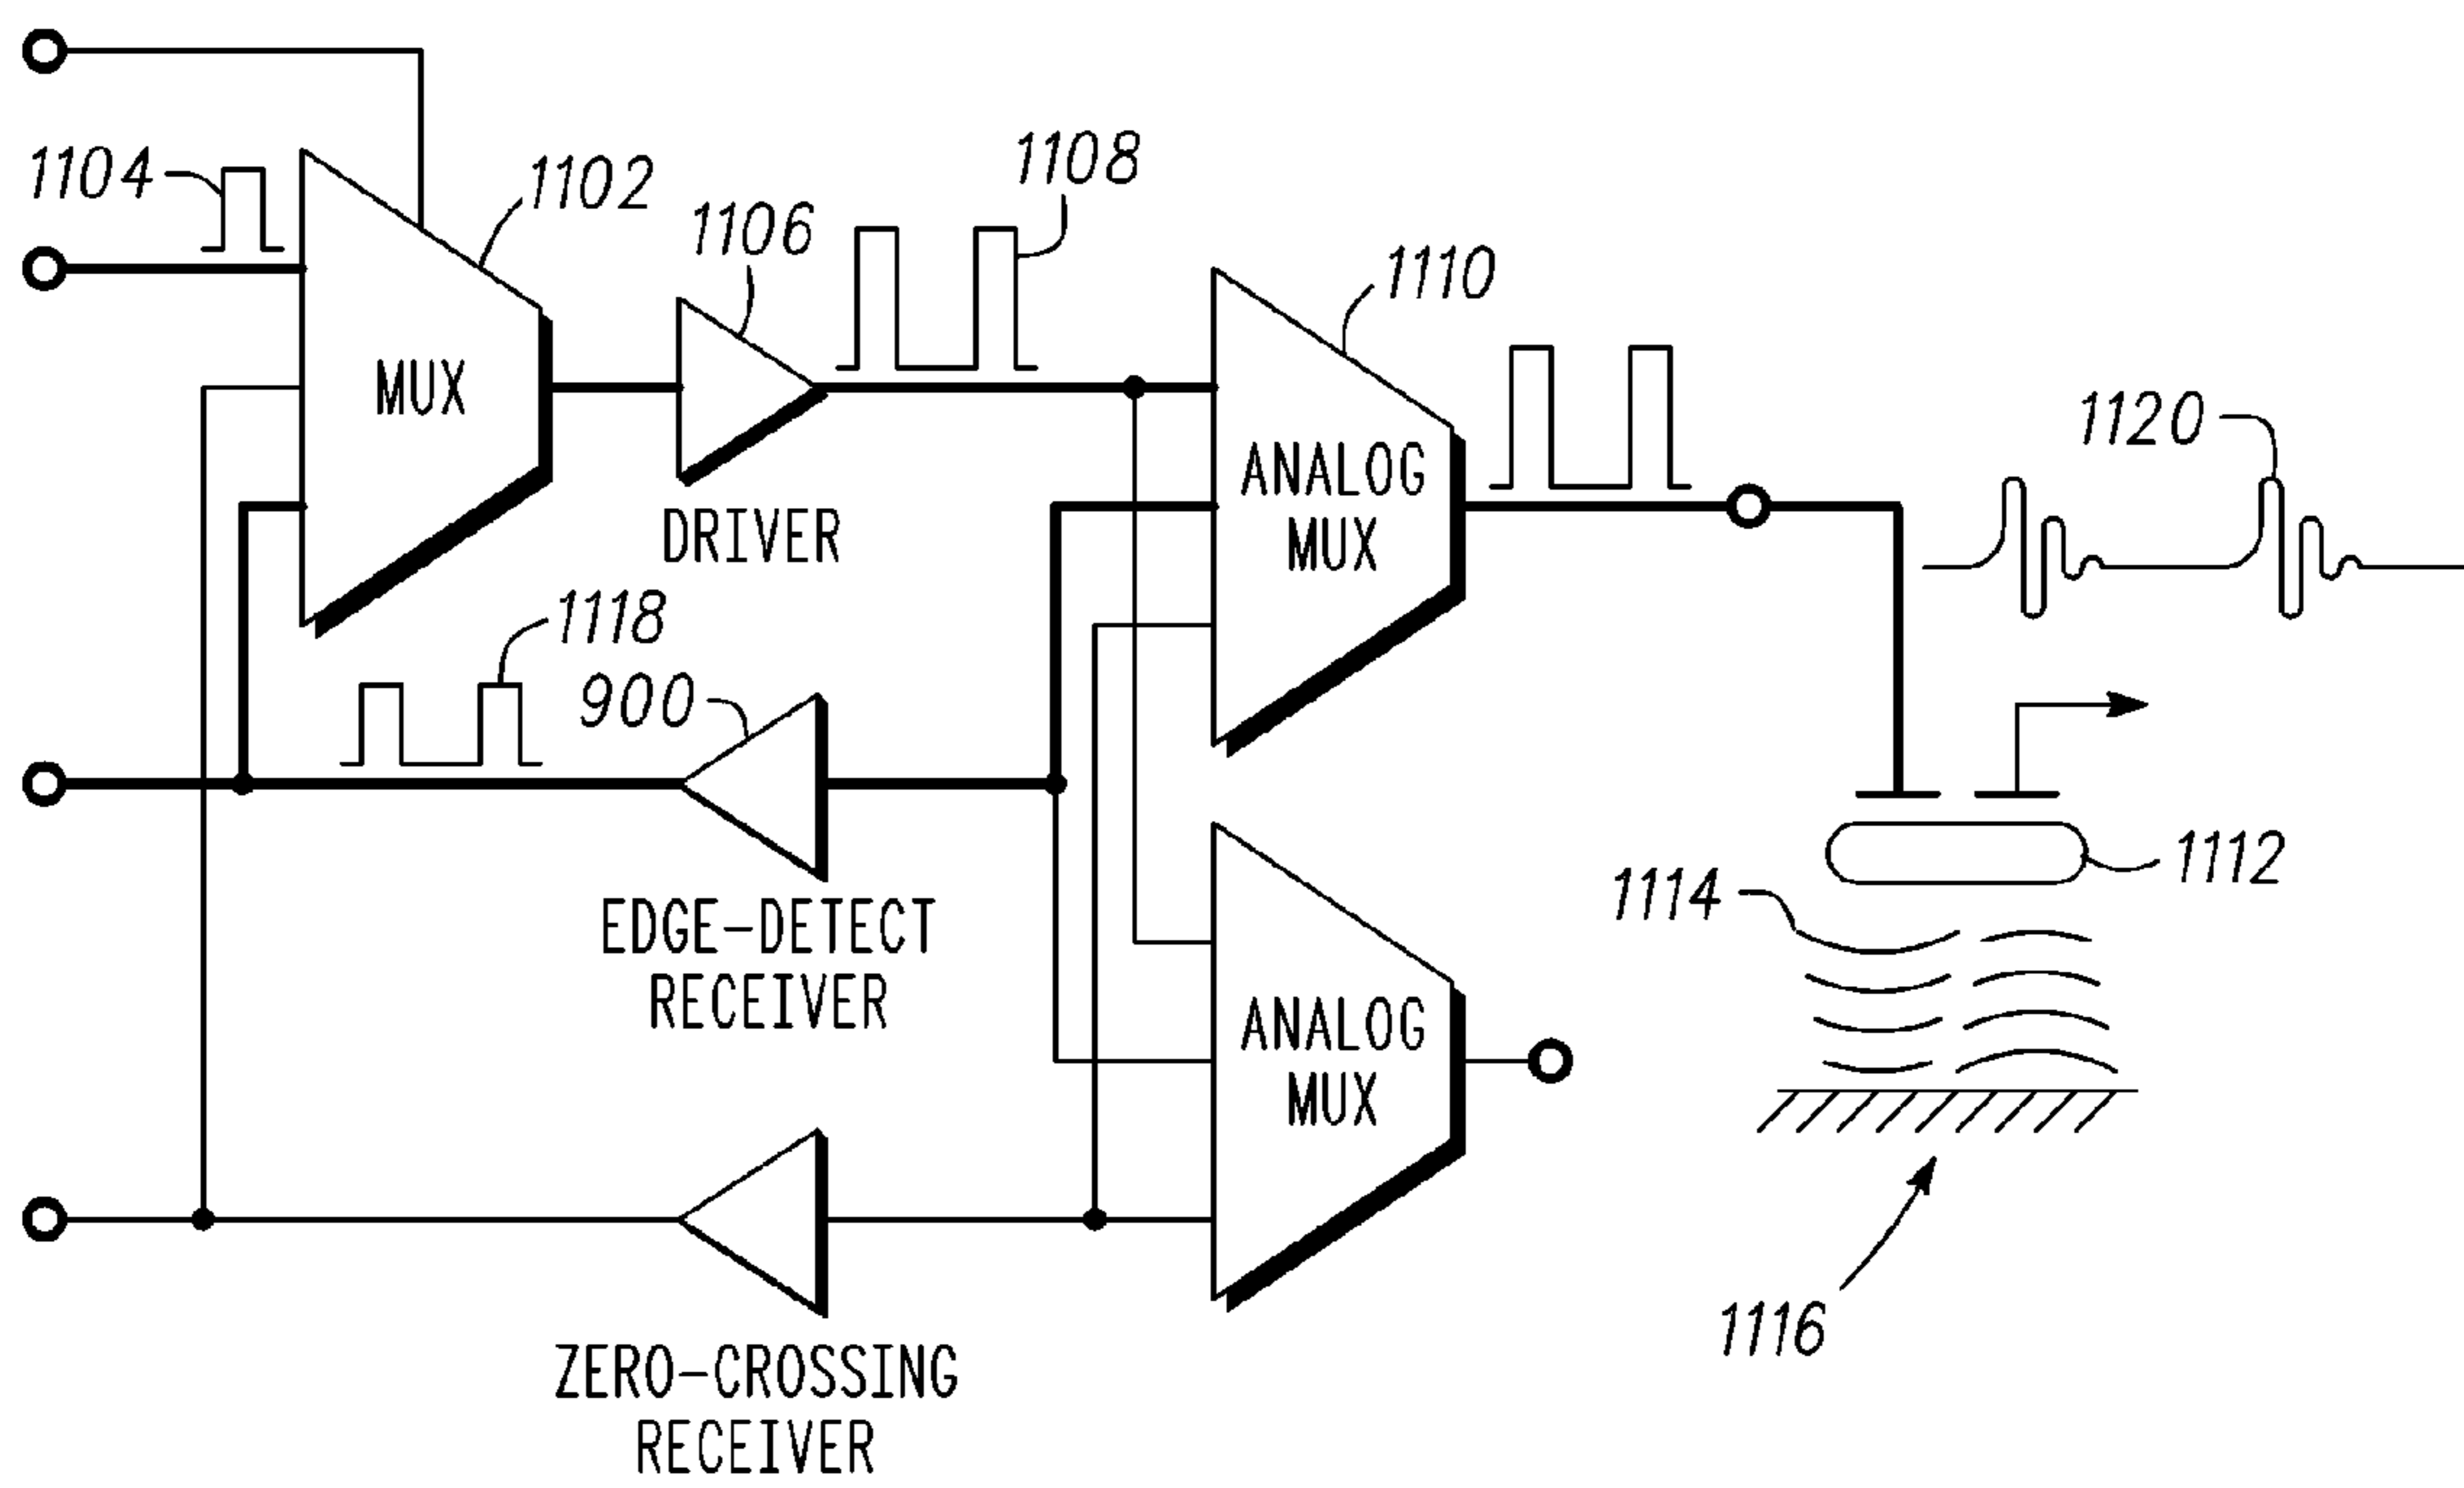 1104
1102
1106
1108
1110
1120
MUX
ANALOG
MUX
DRIVER
1118
900
1114
1112
EDGE-DETECT
RECEIVER
ANALOG
MUX
1116
ZERO-CROSSING
RECEIVER